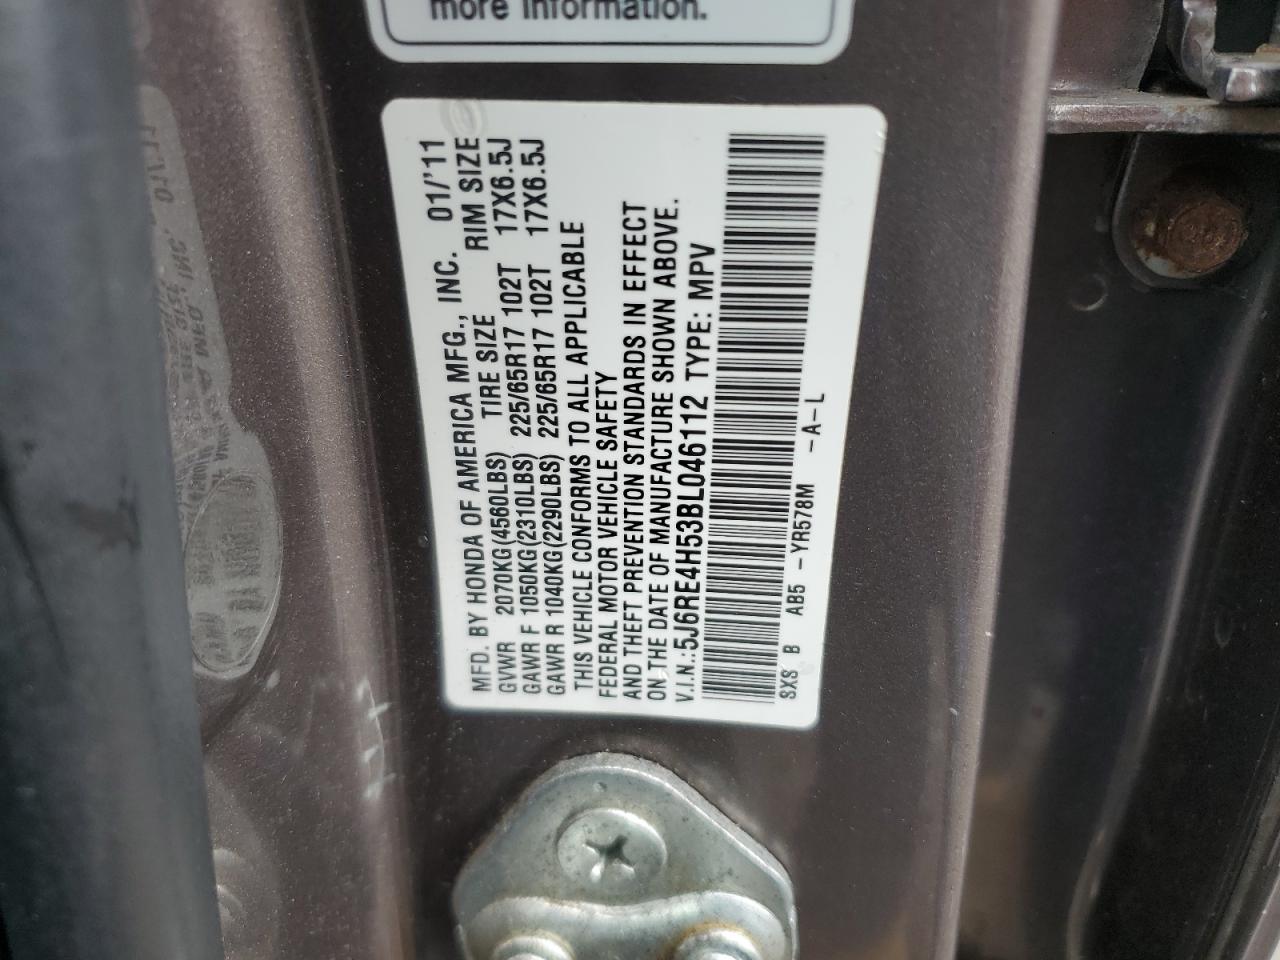 more information.
MFD. BY HONDA OF AMERICA MFG., INC. 01/'11
GVWR 2070KG(4560LBS) TIRE SIZE RIM SIZE
GAWR F 1050KG(2310LBS) 225/65R17 102T 17X6.5J
GAWR R 1040KG(2290LBS) 225/65R17 102T 17X6.5J
THIS VEHICLE CONFORMS TO ALL APPLICABLE
FEDERAL MOTOR VEHICLE SAFETY
AND THEFT PREVENTION STANDARDS IN EFFECT
ON THE DATE OF MANUFACTURE SHOWN ABOVE.
V.I.N.:5J6RE4H53BL046112 TYPE: MPV
SXS B AB5 -YR578M -A-L